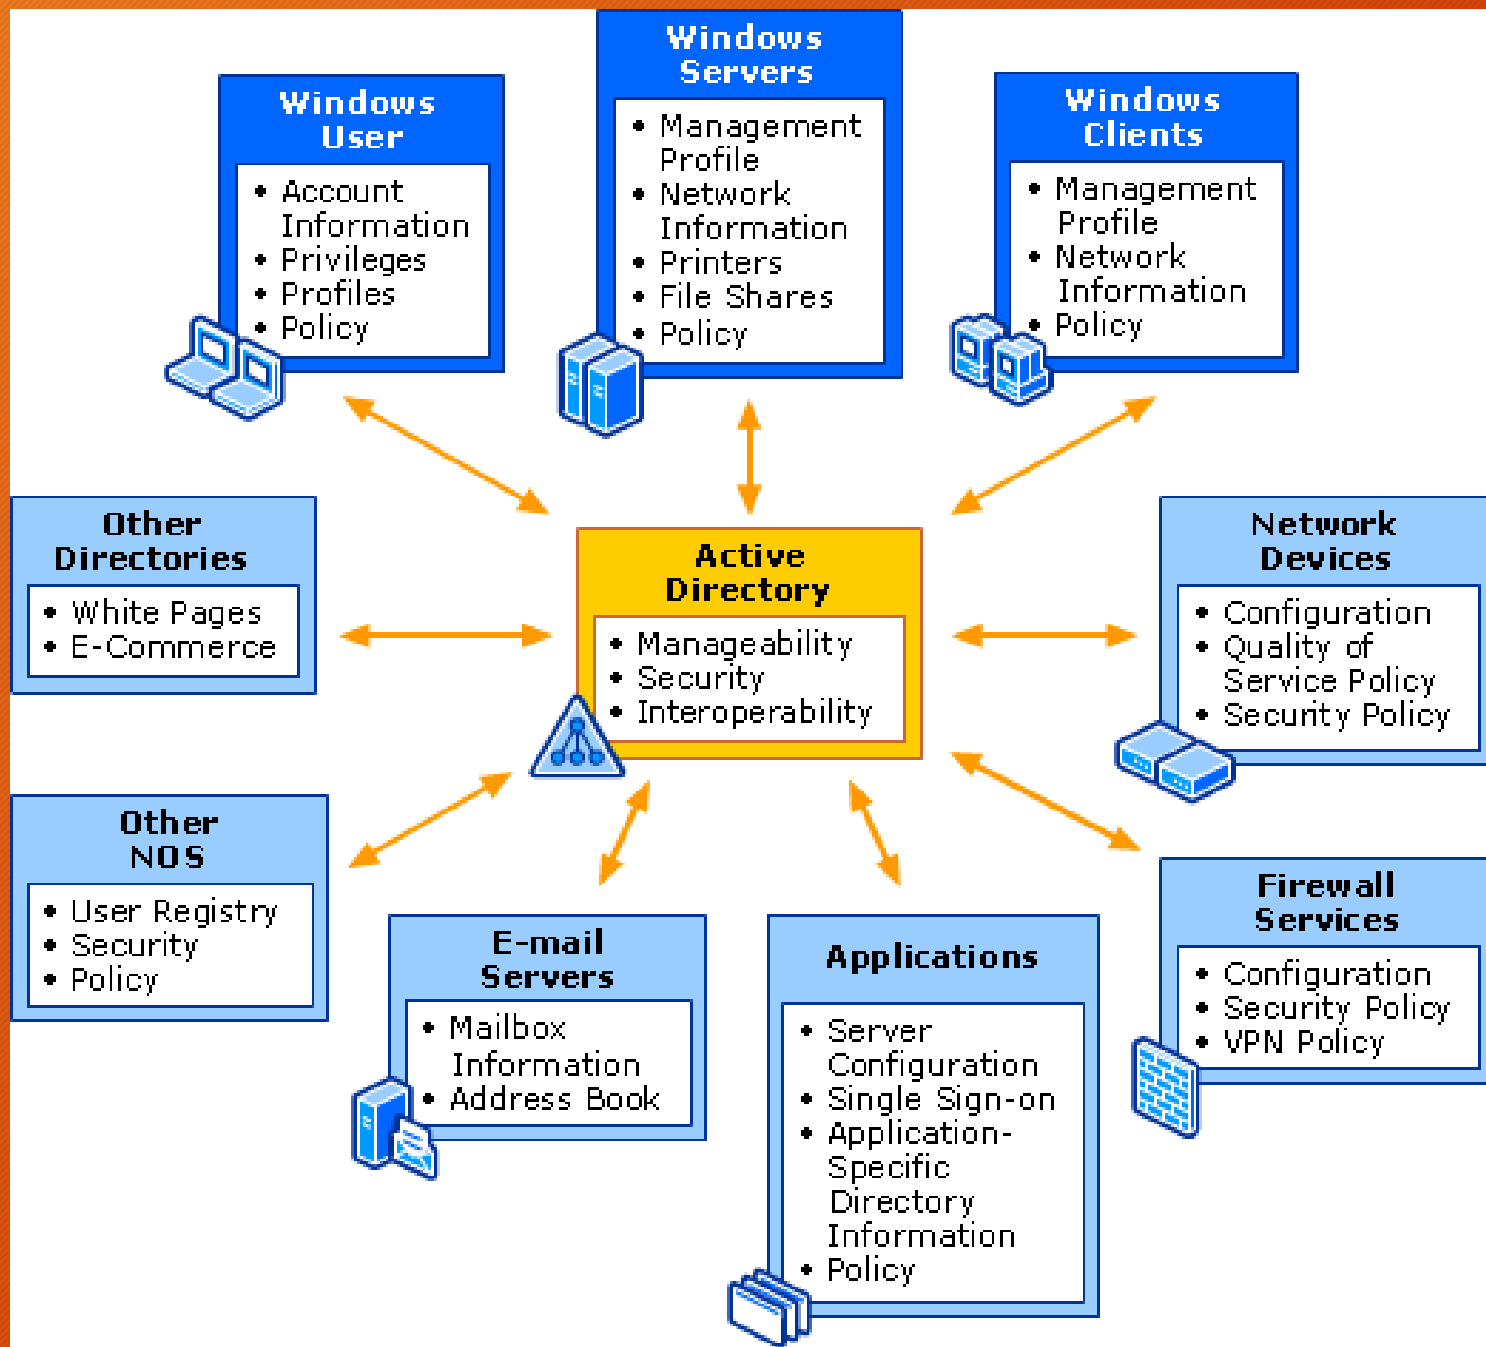 Windows
Servers
• Management
Profile
• Network
Information
• Printers
• File Shares
• Policy
Windows
User
• Account
Information
• Privileges
• Profiles
• Policy
Windows
Clients
• Management
Profile
• Network
Information
• Policy
Other
Directories
• White Pages
• E-Commerce
Active
Directory
• Manageability
• Security
• Interoperability
Network
Devices
• Configuration
• Quality of
Service Policy
• Security Policy
Other
NOS
• User Registry
• Security
• Policy
E-mail
Servers
• Mailbox
Information
• Address Book
Applications
• Server
Configuration
• Single Sign-on
• Application-
Specific
Directory
Information
• Policy
Firewall
Services
• Configuration
• Security Policy
• VPN Policy